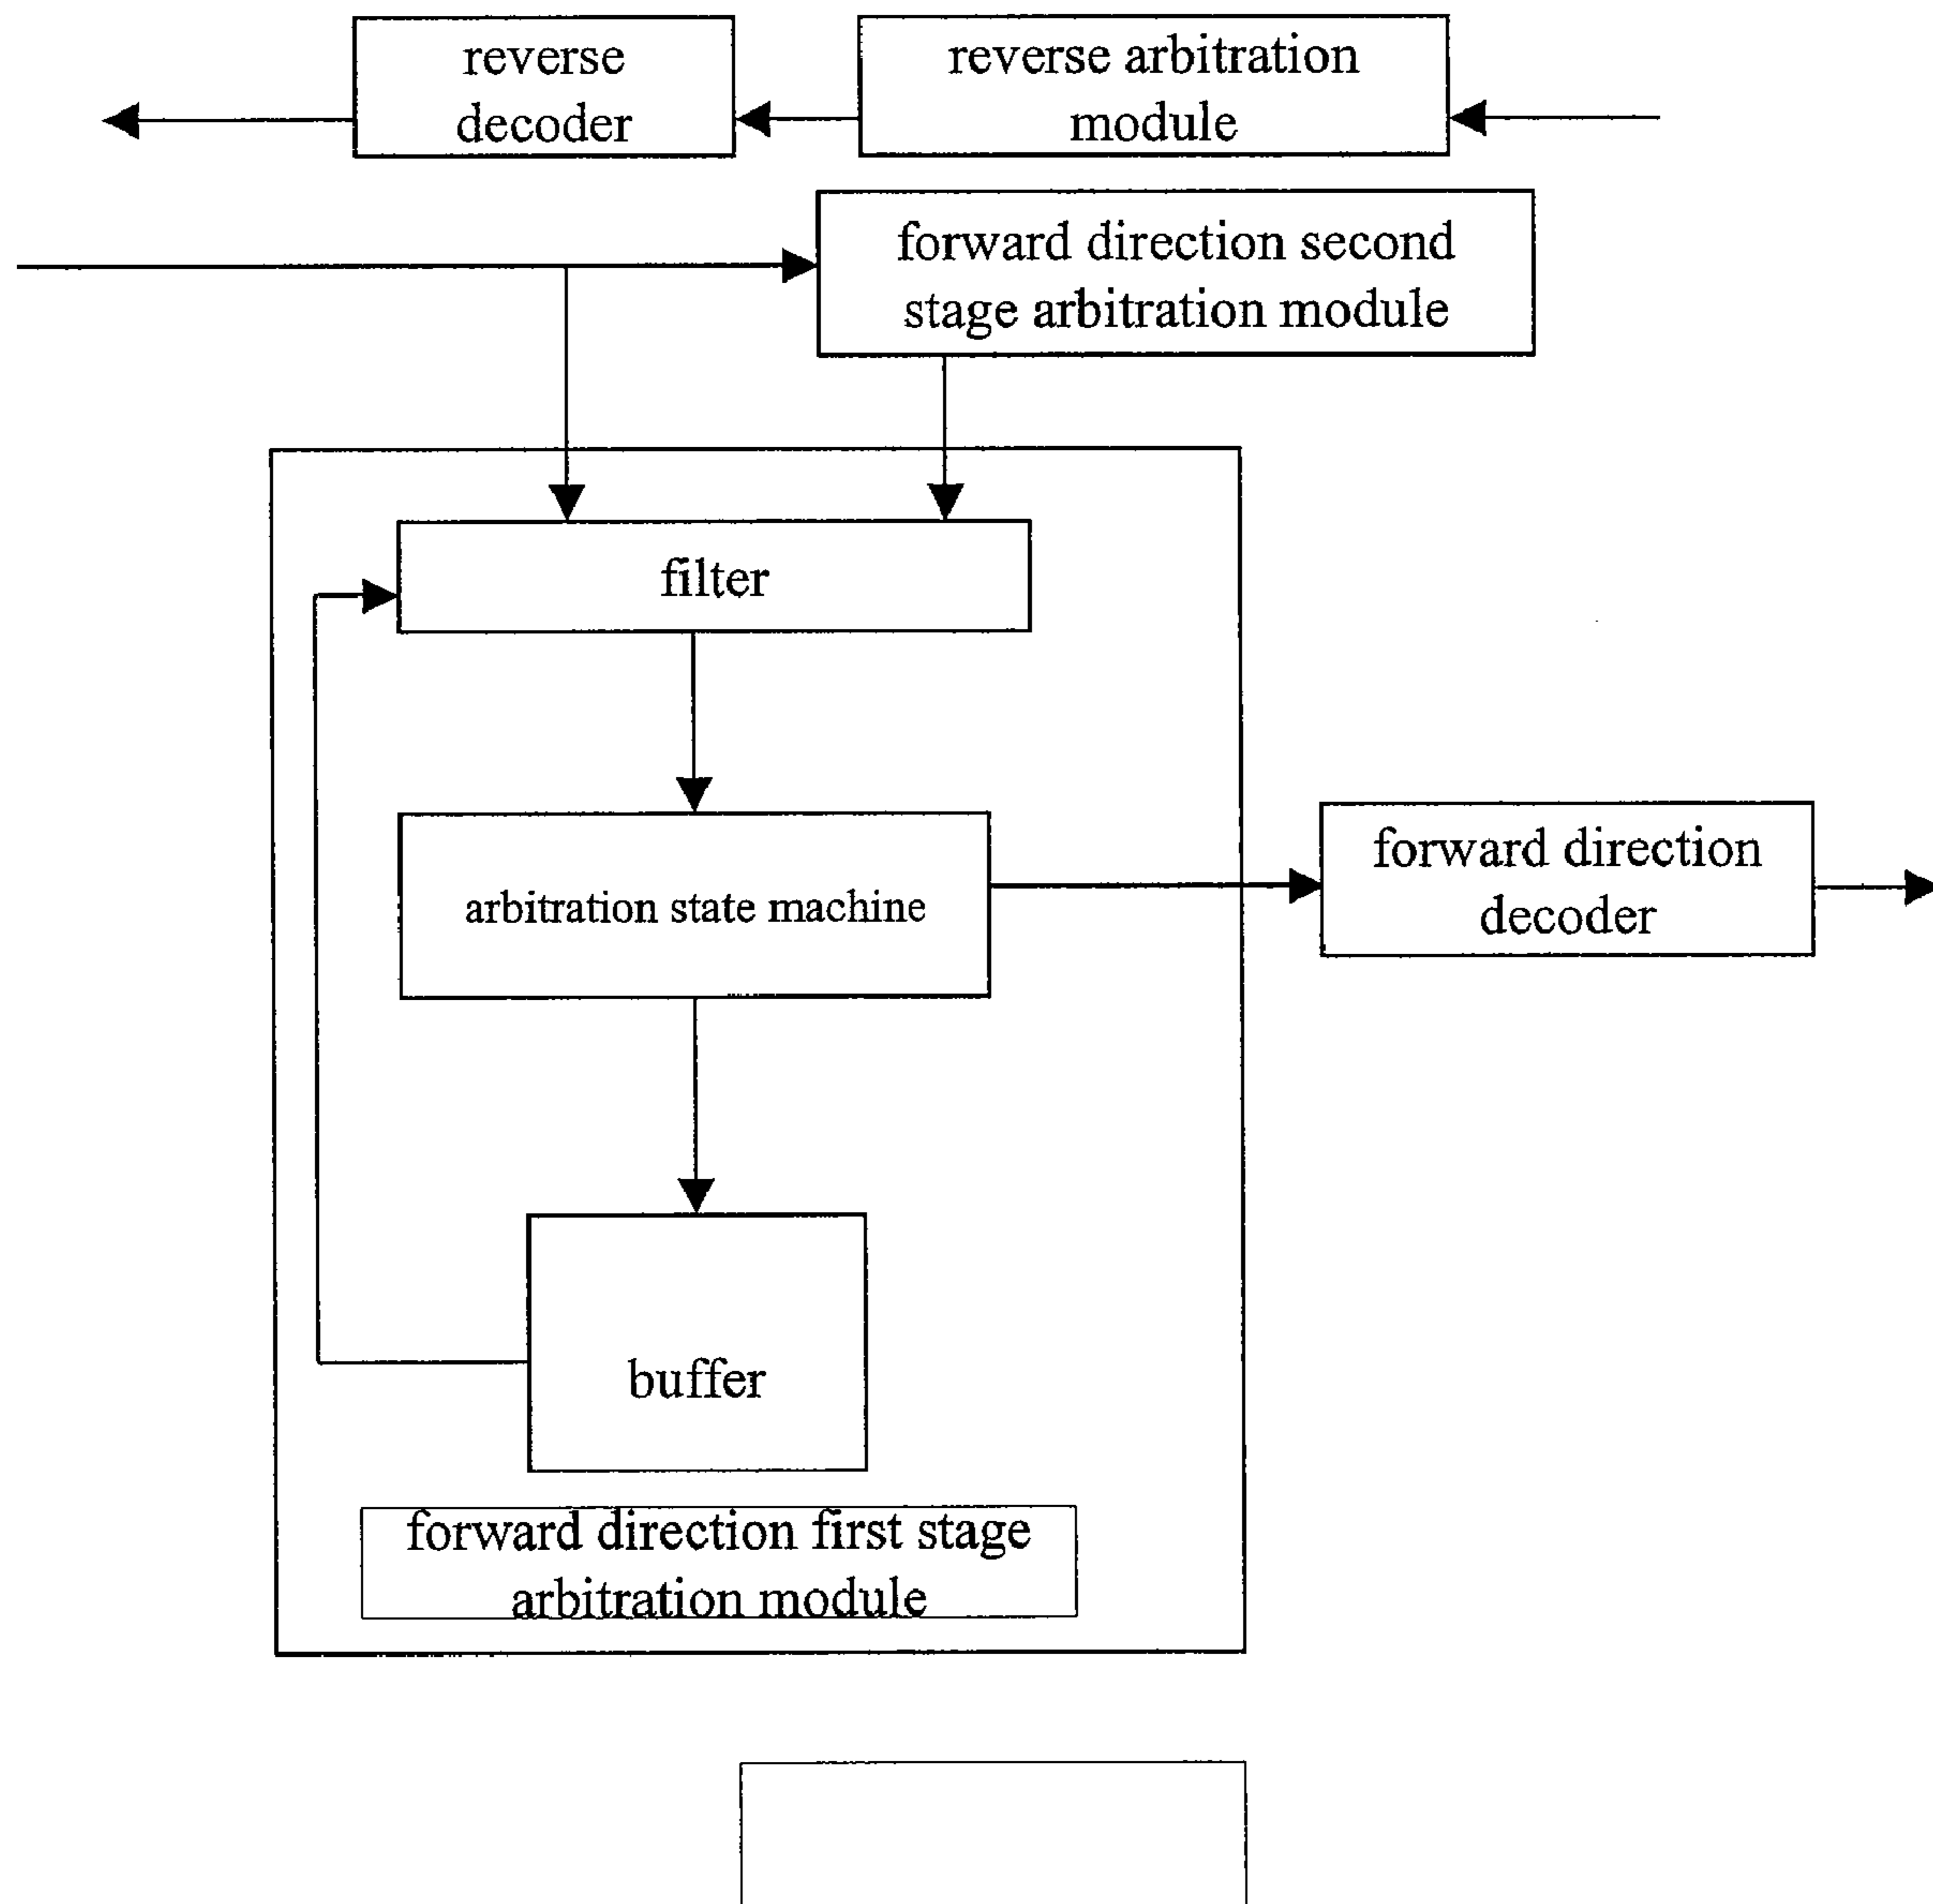 reverse
decoder
reverse arbitration
module
forward direction second
stage arbitration module
filter
arbitration state machine
forward direction
decoder
buffer
forward direction first stage
arbitration module